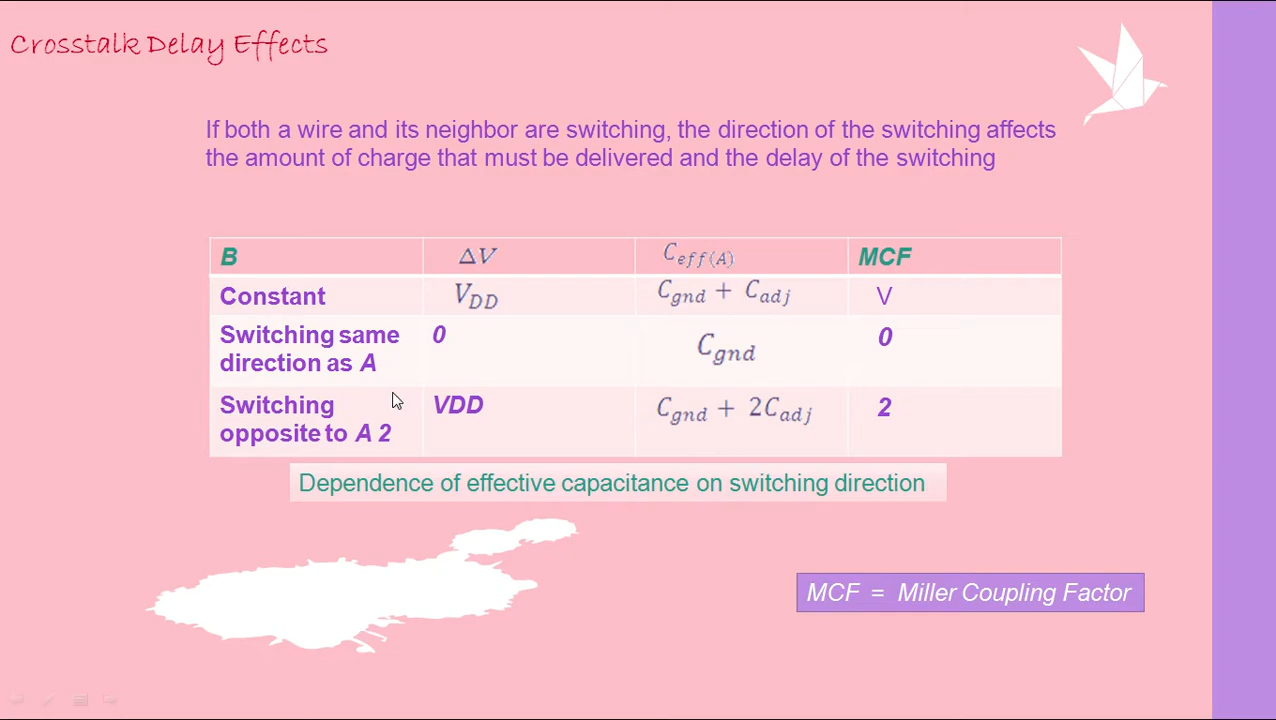 Crosstalk Delay Effects
If both a wire and its neighbor are switching, the direction of the switching affects
the amount of charge that must be delivered and the delay of the switching
B ΔV C_eff(A) MCF
Constant V_DD C_gnd + C_adj V
Switching same
direction as A 0 C_gnd 0
Switching
opposite to A 2 VDD C_gnd + 2C_adj 2
Dependence of effective capacitance on switching direction
MCF = Miller Coupling Factor